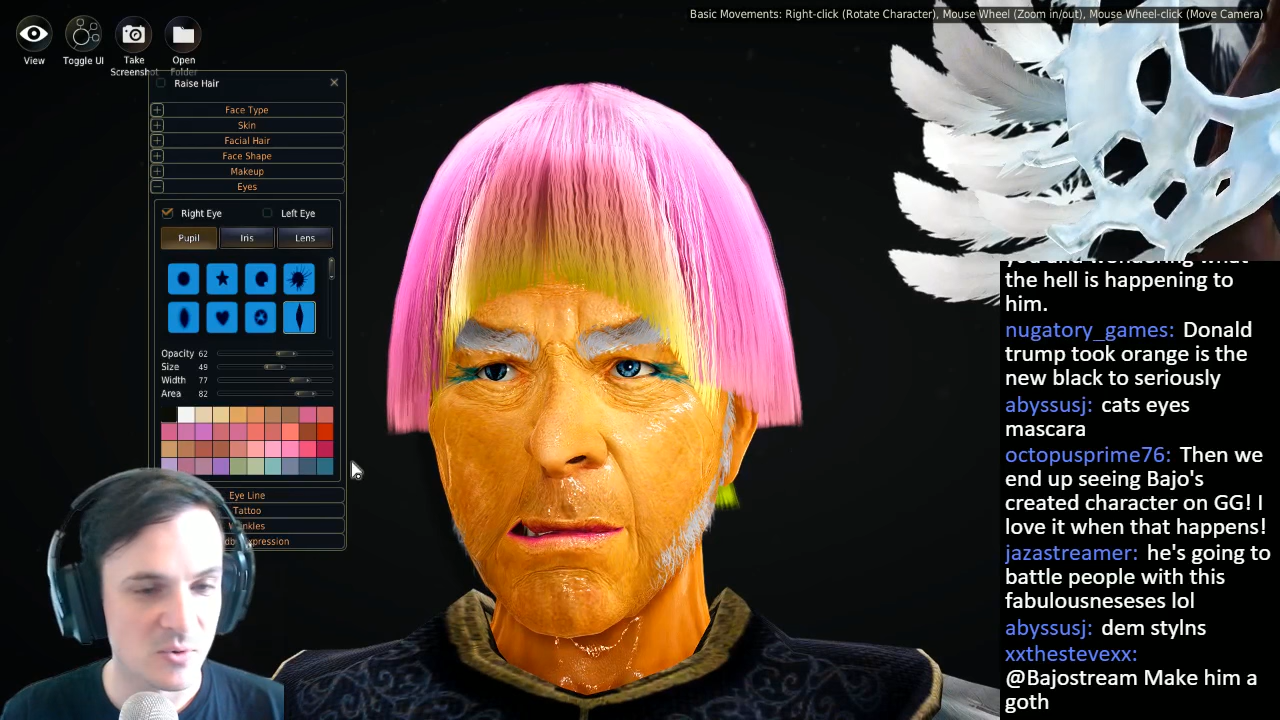 Basic Movements: Right-click (Rotate Character), Mouse Wheel (Zoom in/out), Mouse Wheel-click (Move Camera)
View
Toggle UI
Take
Screenshot
Open
Folder
Raise Hair
Face Type
Skin
Facial Hair
Face Shape
Makeup
Eyes
Right Eye
Left Eye
Pupil
Iris
Lens
Opacity 62
Size 49
Width 77
Area 82
Eye Line
Tattoo
xpression
you and wondering what
the hell is happening to
him.
nugatory_games: Donald
trump took orange is the
new black to seriously
abyssusj: cats eyes
mascara
octopusprime76: Then we
end up seeing Bajo's
created character on GG! I
love it when that happens!
jazastreamer: he's going to
battle people with this
fabulousneseses lol
abyssusj: dem stylns
xxthestevexx:
@Bajostream Make him a
goth